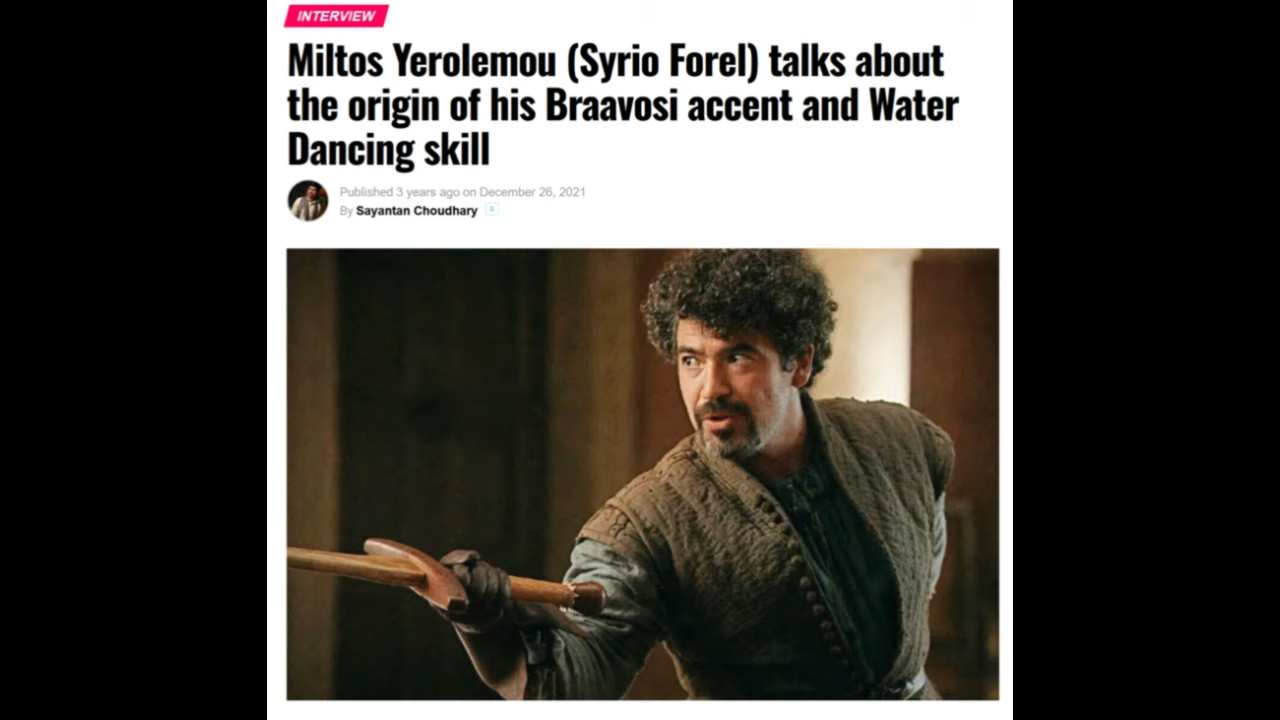 INTERVIEW
Miltos Yerolemou (Syrio Forel) talks about
the origin of his Braavosi accent and Water
Dancing skill
Published 3 years ago on December 26, 2021
By Sayantan Choudhary